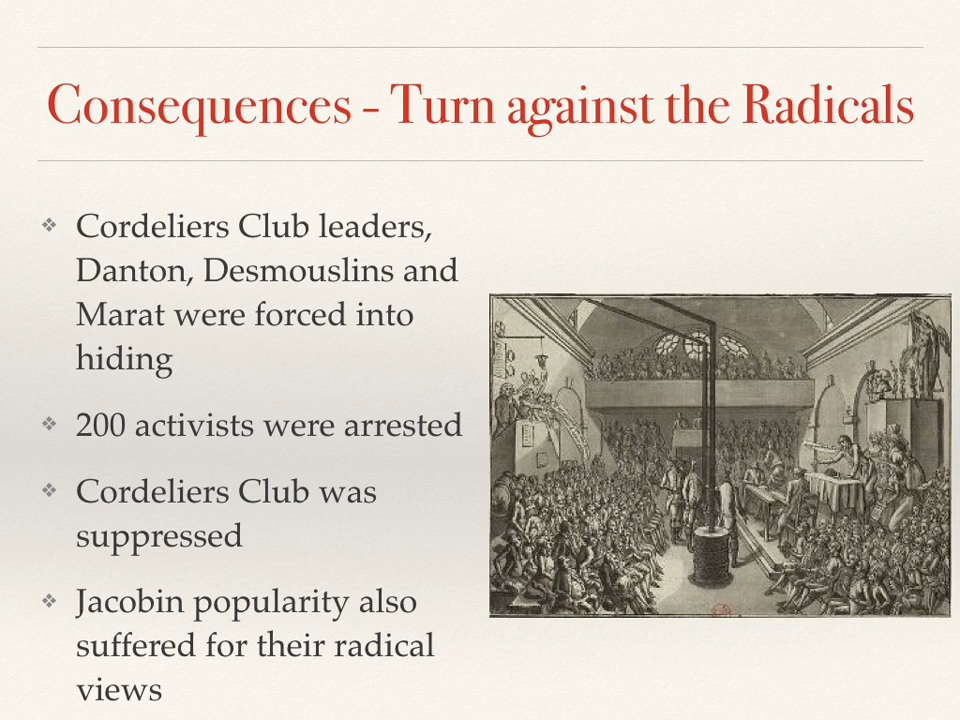 Consequences - Turn against the Radicals
❖ Cordeliers Club leaders,
Danton, Desmouslins and
Marat were forced into
hiding
❖ 200 activists were arrested
❖ Cordeliers Club was
suppressed
❖ Jacobin popularity also
suffered for their radical
views